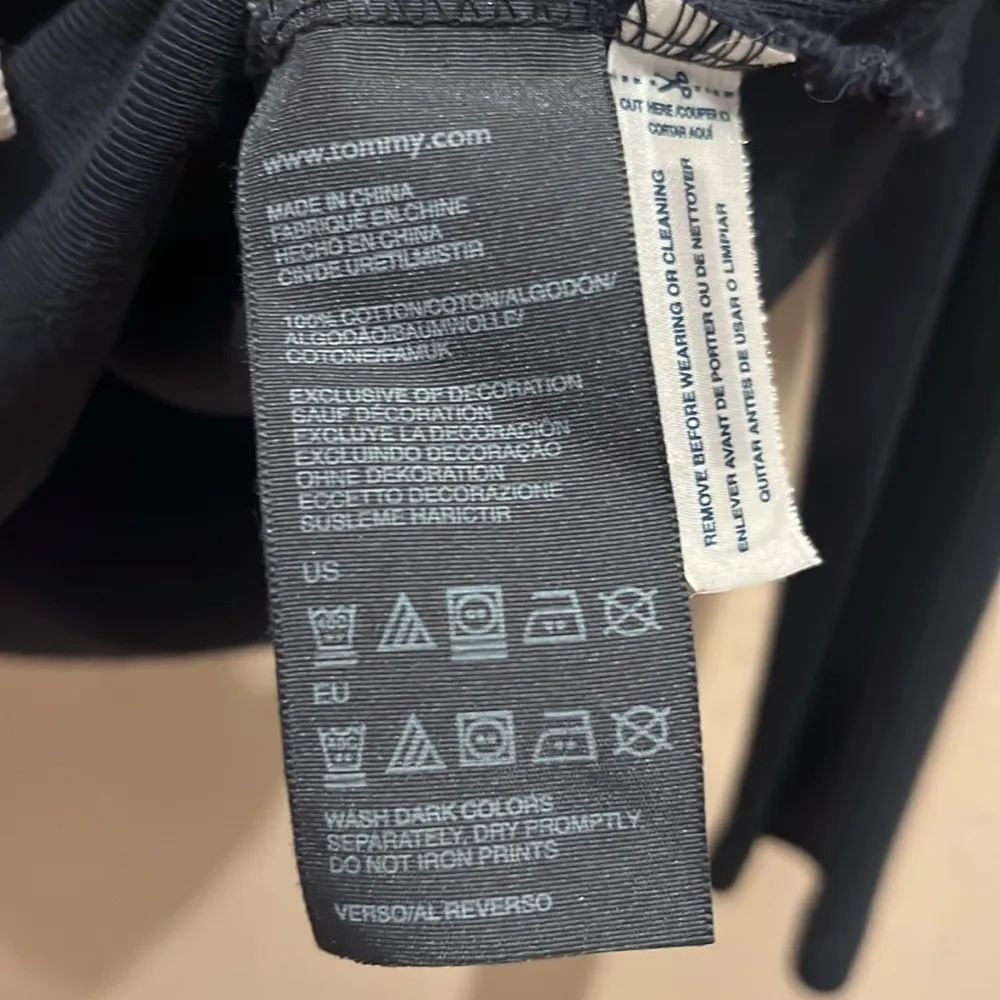 www.tommy.com
MADE IN CHINA
FABRIQUÉ EN CHINE
HECHO EN CHINA
ÇIN'DE ÜRETILMISTIR
100% COTTON/COTON/ALGODÓN/
ALGODÃO/BAUMWOLLE/
COTONE/PAMUK
EXCLUSIVE OF DECORATION
SAUF DÉCORATION
EXCLUYE LA DECORACIÓN
EXCLUINDO DECORAÇÃO
OHNE DEKORATION
ECCETTO DECORAZIONE
SÜSLEME HARIÇTIR
US
EU
WASH DARK COLORS
SEPARATELY, DRY PROMPTLY
DO NOT IRON PRINTS
VERSO/AL REVERSO
CUT HERE/COUPER ICI
CORTAR AQUÍ
REMOVE BEFORE WEARING OR CLEANING
ENLEVER AVANT DE PORTER OU DE NETTOYER
QUITAR ANTES DE USAR O LIMPIAR